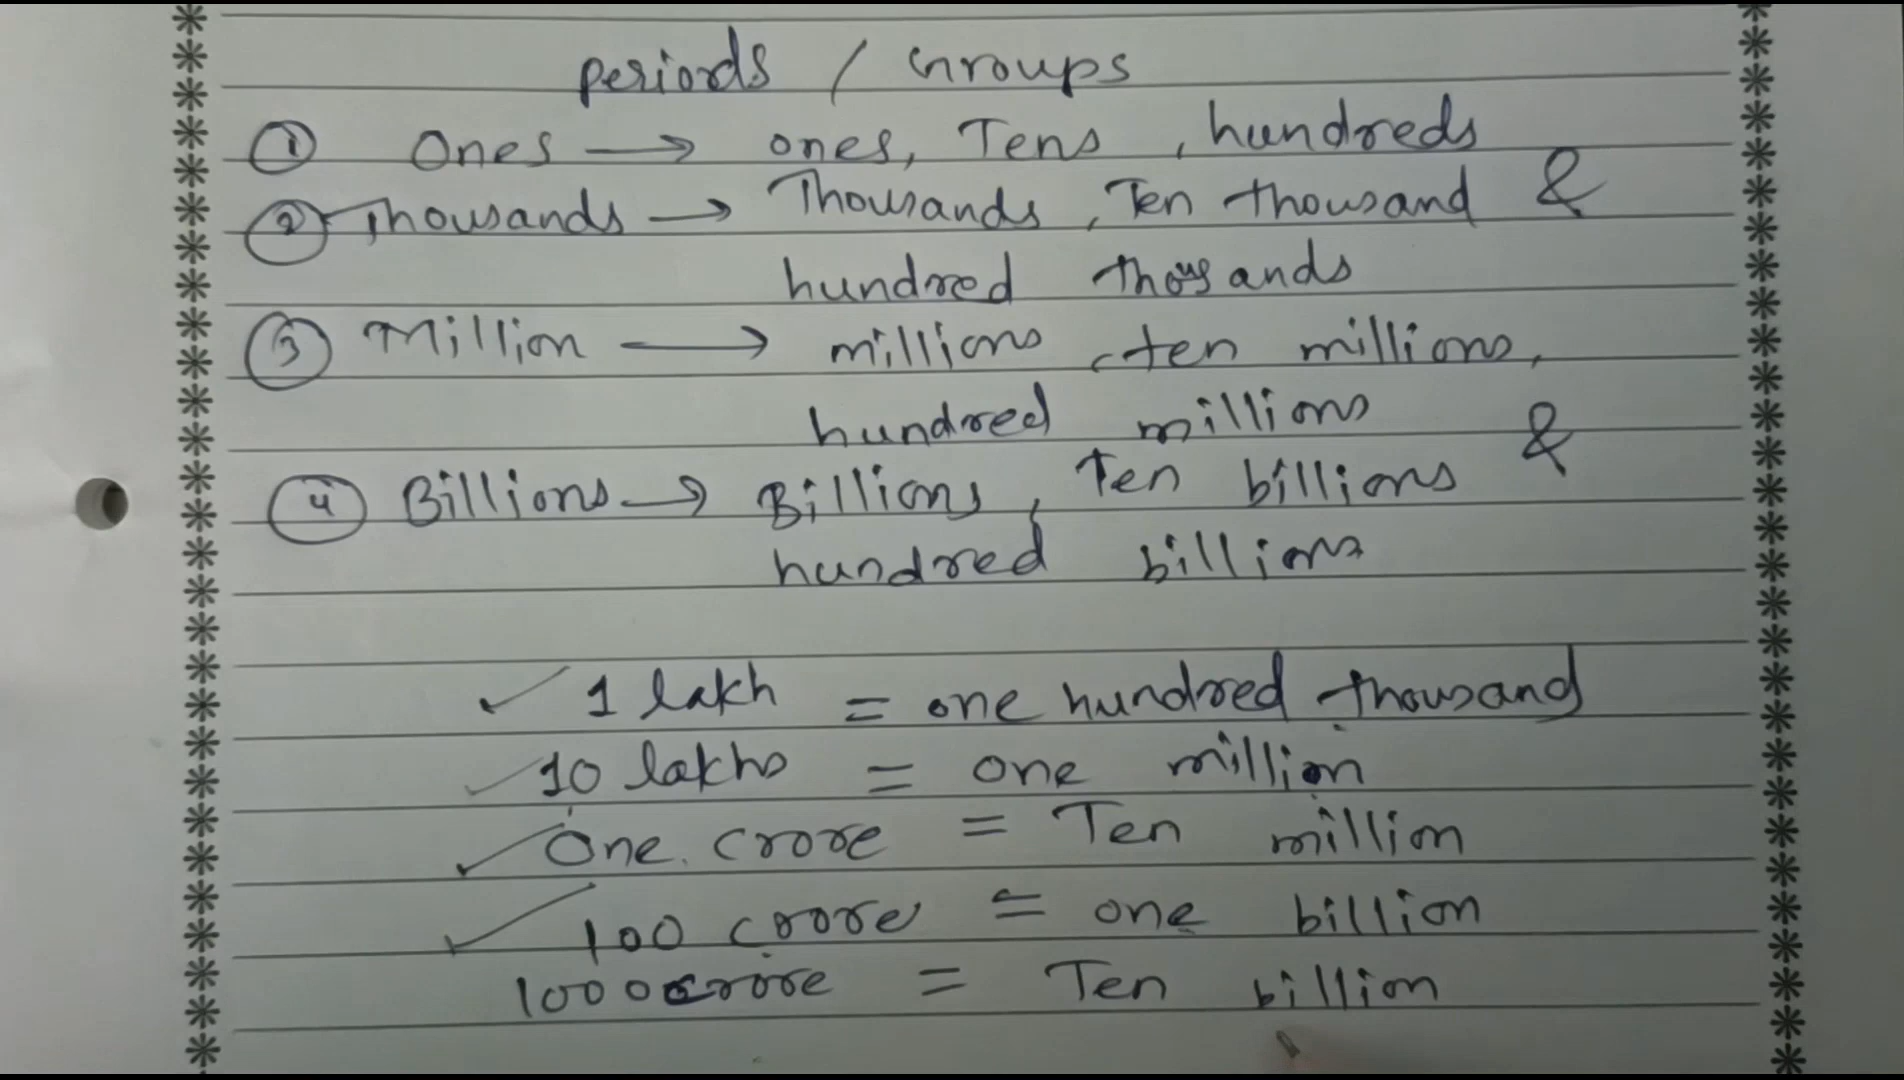 periods / Groups
① Ones → ones, Tens, hundreds
② Thousands → Thousands, Ten thousand &
hundred thousands
③ Million → millions, ten millions,
hundred millions
④ Billions → Billions, Ten billions &
hundred billions
✓ 1 lakh = one hundred thousand
✓ 10 lakhs = one million
✓ One crore = Ten million
✓ 100 crore = one billion
1000 crore = Ten billion